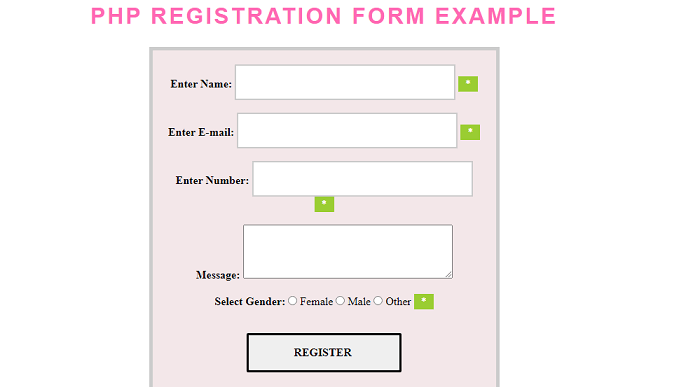 PHP REGISTRATION FORM EXAMPLE
Enter Name: *
Enter E-mail: *
Enter Number:
*
Message:
Select Gender: Female Male Other *
REGISTER